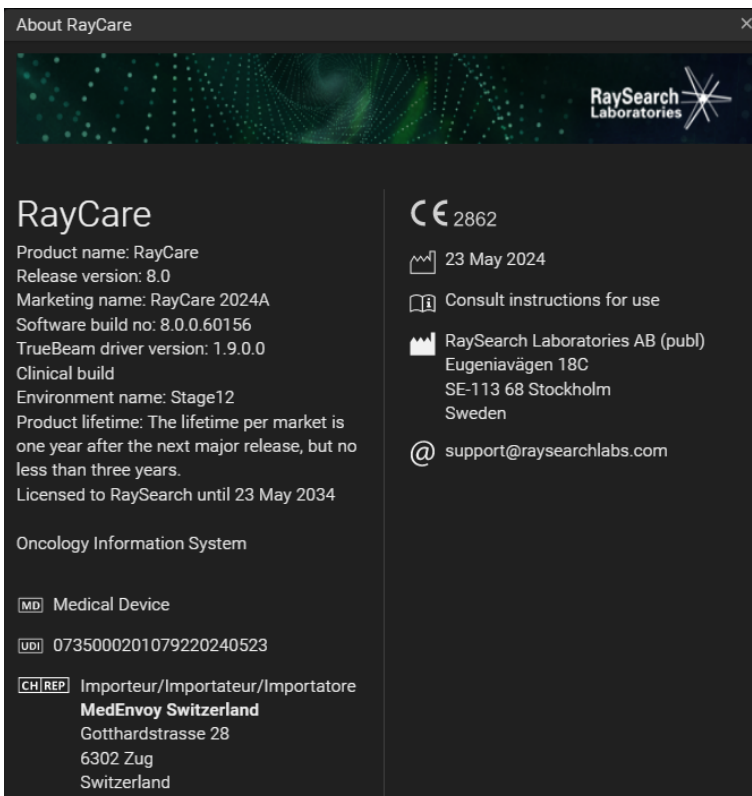 About RayCare
RaySearch
Laboratories
RayCare
Product name: RayCare
Release version: 8.0
Marketing name: RayCare 2024A
Software build no: 8.0.0.60156
TrueBeam driver version: 1.9.0.0
Clinical build
Environment name: Stage12
Product lifetime: The lifetime per market is
one year after the next major release, but no
less than three years.
Licensed to RaySearch until 23 May 2034
Oncology Information System
MD Medical Device
UDI 0735000201079220240523
CH REP Importeur/Importateur/Importatore
MedEnvoy Switzerland
Gotthardstrasse 28
6302 Zug
Switzerland
CE 2862
23 May 2024
Consult instructions for use
RaySearch Laboratories AB (publ)
Eugeniavägen 18C
SE-113 68 Stockholm
Sweden
@ support@raysearchlabs.com